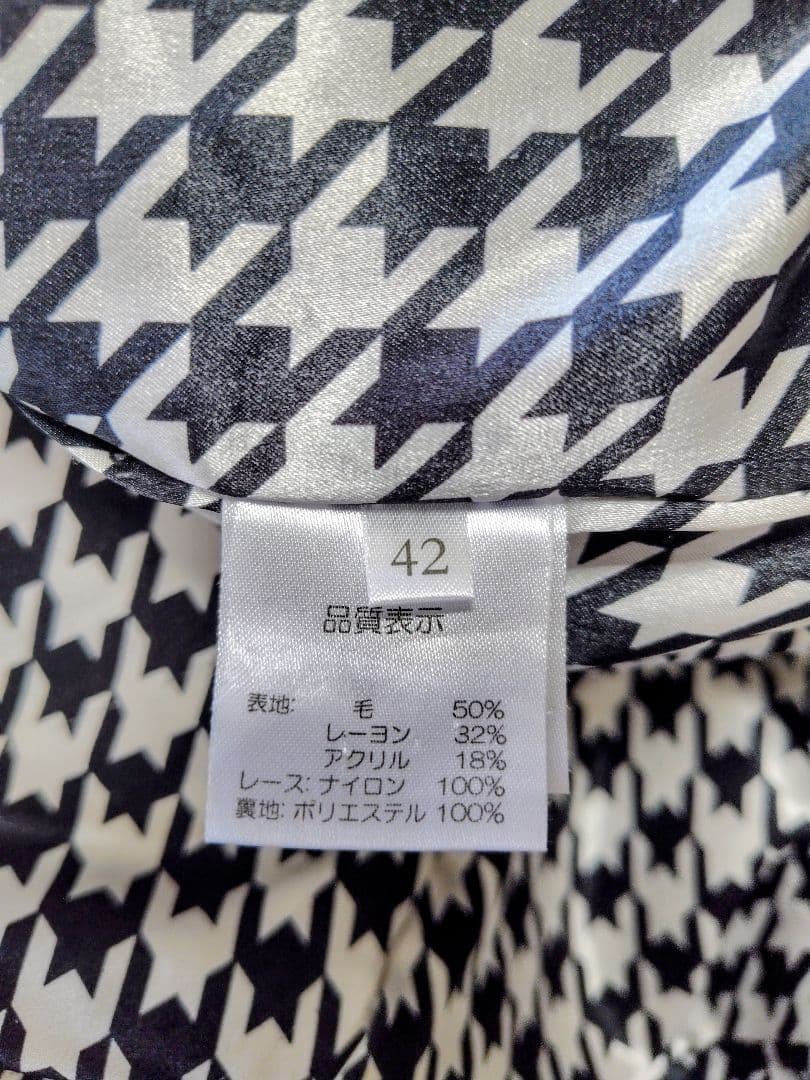 42
品質表示
表地: 毛 50%
レーヨン 32%
アクリル 18%
レース: ナイロン 100%
裏地: ポリエステル 100%